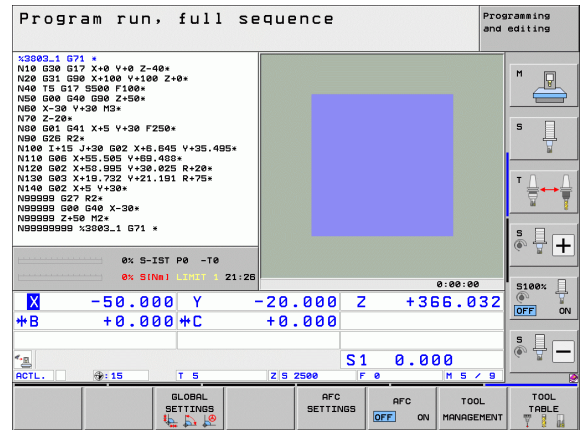 Program run, full sequence
Programming
and editing
%3803_1 G71 *
N10 G30 G17 X+0 Y+0 Z-40*
N20 G31 G90 X+100 Y+100 Z+0*
N40 T5 G17 S500 F100*
N50 G00 G40 G90 Z+50*
N60 X-30 Y+30 M3*
N70 Z-20*
N80 G01 G41 X+5 Y+30 F250*
N90 G26 R2*
N100 I+15 J+30 G02 X+6.645 Y+35.495*
N110 G06 X+55.505 Y+69.488*
N120 G02 X+58.995 Y+30.025 R+20*
N130 G03 X+19.732 Y+21.191 R+75*
N140 G02 X+5 Y+30*
N99999 G27 R2*
N99999 G00 G40 X-30*
N99999 Z+50 M2*
N99999999 %3803_1 G71 *
0% S-IST P0 -T0
0% S[Nm] LIMIT 1 21:26
0:00:00
X -50.000 Y -20.000 Z +366.032
B +0.000 C +0.000
S1 0.000
ACTL. : 15 T 5 Z S 2500 F 0 M 5 / 9
M
S
T
S
+
S100%
OFF ON
S
−
GLOBAL
SETTINGS
AFC
SETTINGS
AFC
OFF ON
TOOL
MANAGEMENT
TOOL
TABLE